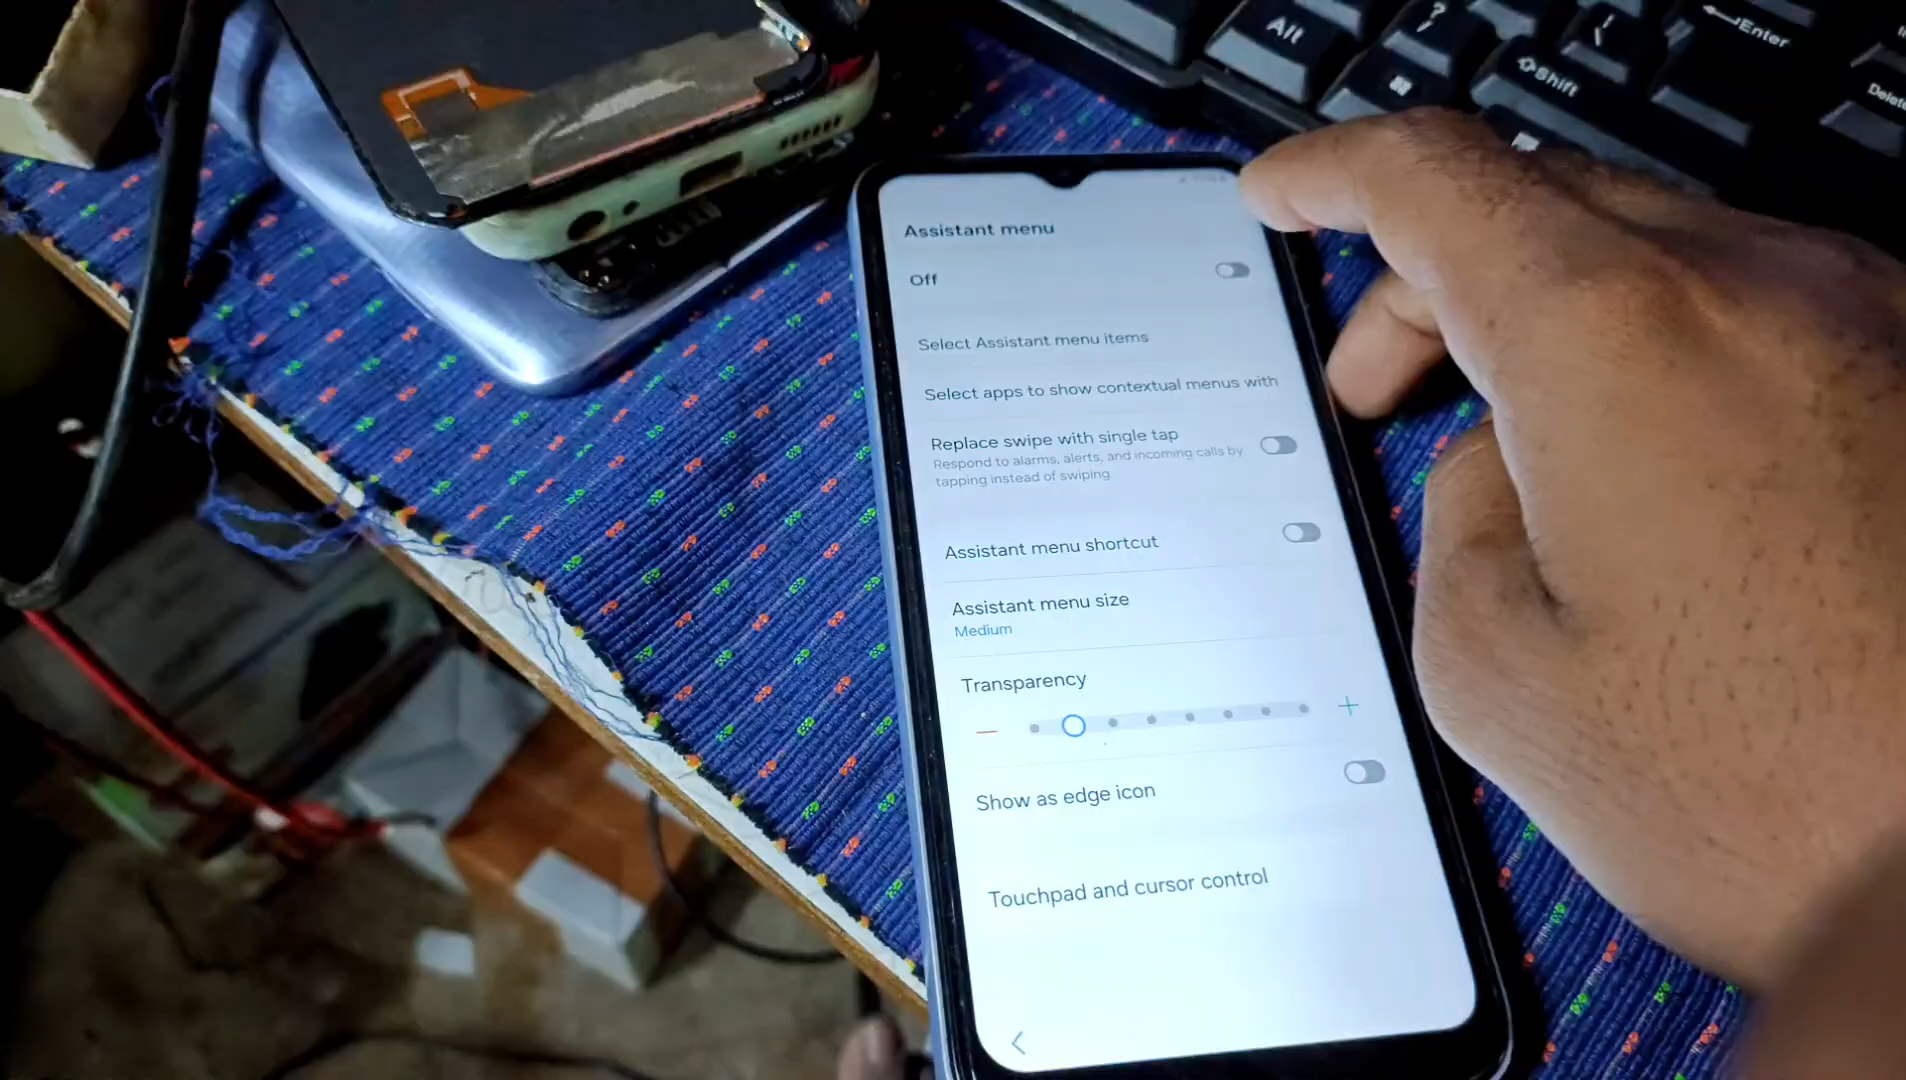 Alt
?
/
Enter
Shift
Delete
Assistant menu
Off
Select Assistant menu items
Select apps to show contextual menus with
Replace swipe with single tap
Respond to alarms, alerts, and incoming calls by
tapping instead of swiping
Assistant menu shortcut
Assistant menu size
Medium
Transparency
Show as edge icon
Touchpad and cursor control